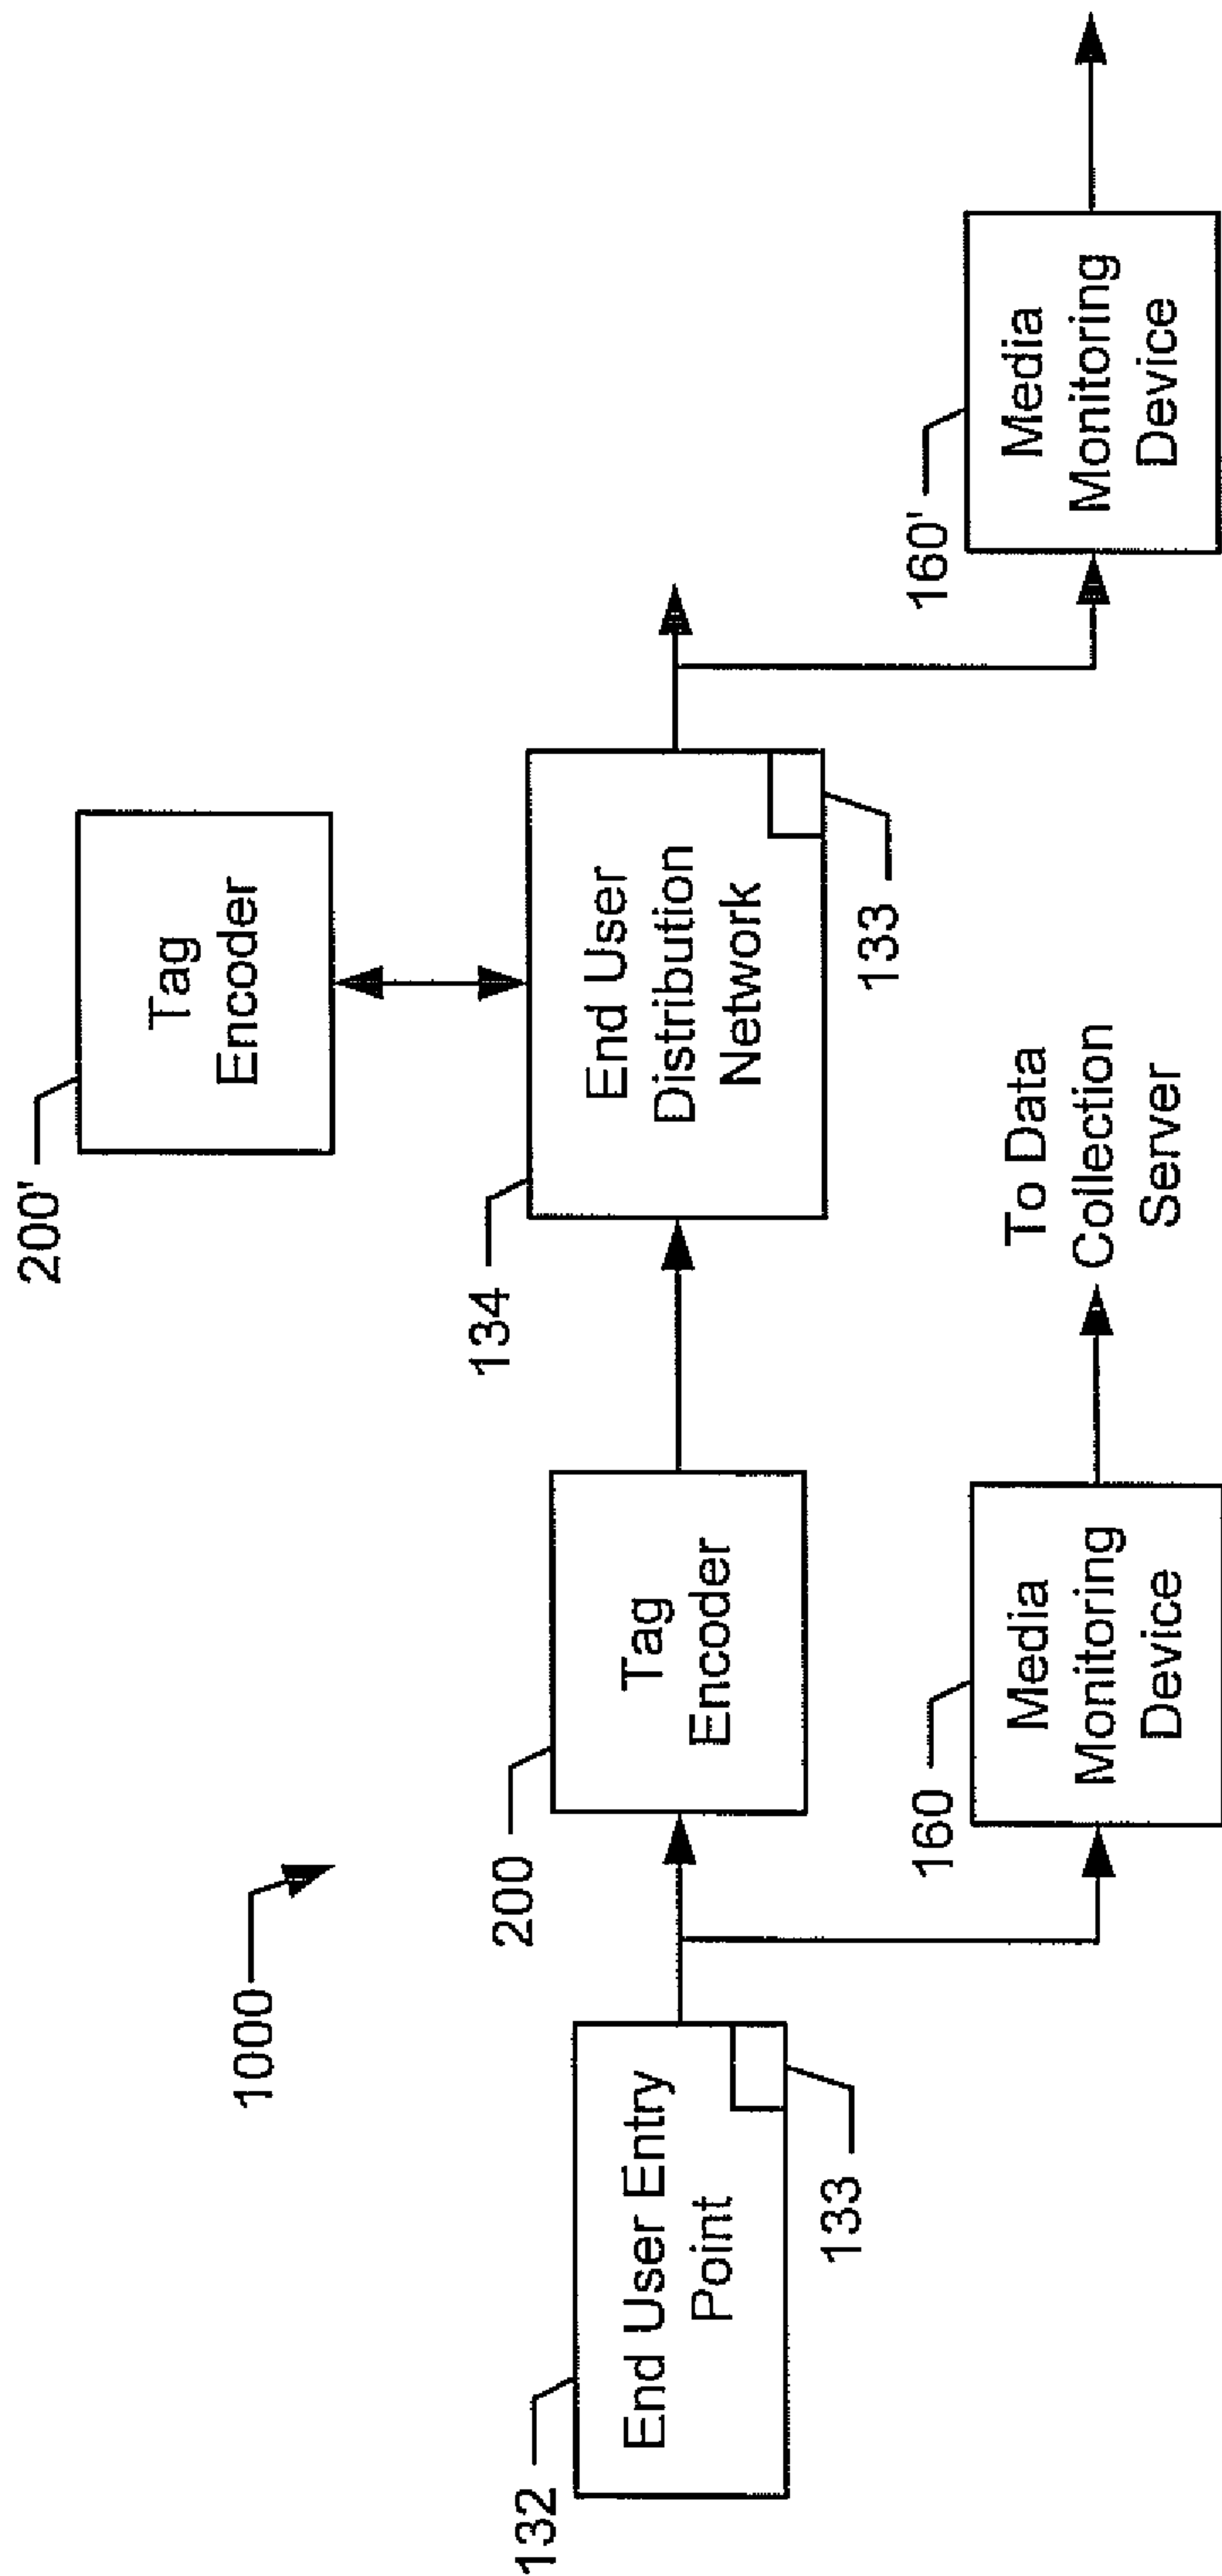 1000
200'
Tag
Encoder
132
End User Entry
Point
133
200
Tag
Encoder
134
End User
Distribution
Network
133
160
Media
Monitoring
Device
To Data
Collection
Server
160'
Media
Monitoring
Device